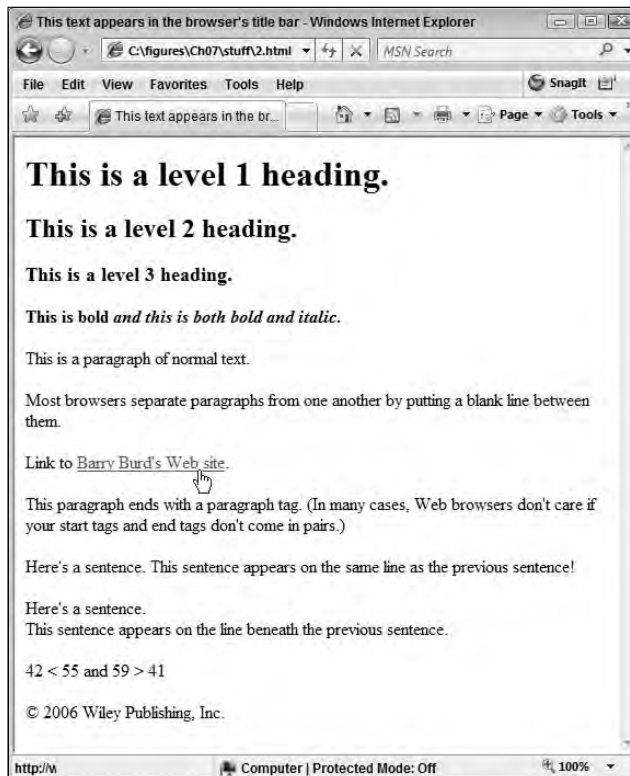 This text appears in the browser's title bar - Windows Internet Explorer
C:\figures\Ch07\stuff\2.html MSN Search
File Edit View Favorites Tools Help SnagIt
This text appears in the br... Page Tools
This is a level 1 heading.
This is a level 2 heading.
This is a level 3 heading.
This is bold and this is both bold and italic.
This is a paragraph of normal text.
Most browsers separate paragraphs from one another by putting a blank line between
them.
Link to Barry Burd's Web site.
This paragraph ends with a paragraph tag. (In many cases, Web browsers don't care if
your start tags and end tags don't come in pairs.)
Here's a sentence. This sentence appears on the same line as the previous sentence!
Here's a sentence.
This sentence appears on the line beneath the previous sentence.
42 < 55 and 59 > 41
© 2006 Wiley Publishing, Inc.
http://w Computer | Protected Mode: Off 100%